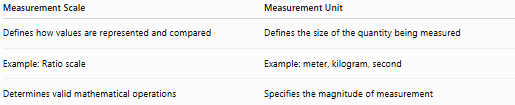 Measurement Scale Measurement Unit
Defines how values are represented and compared Defines the size of the quantity being measured
Example: Ratio scale Example: meter, kilogram, second
Determines valid mathematical operations Specifies the magnitude of measurement